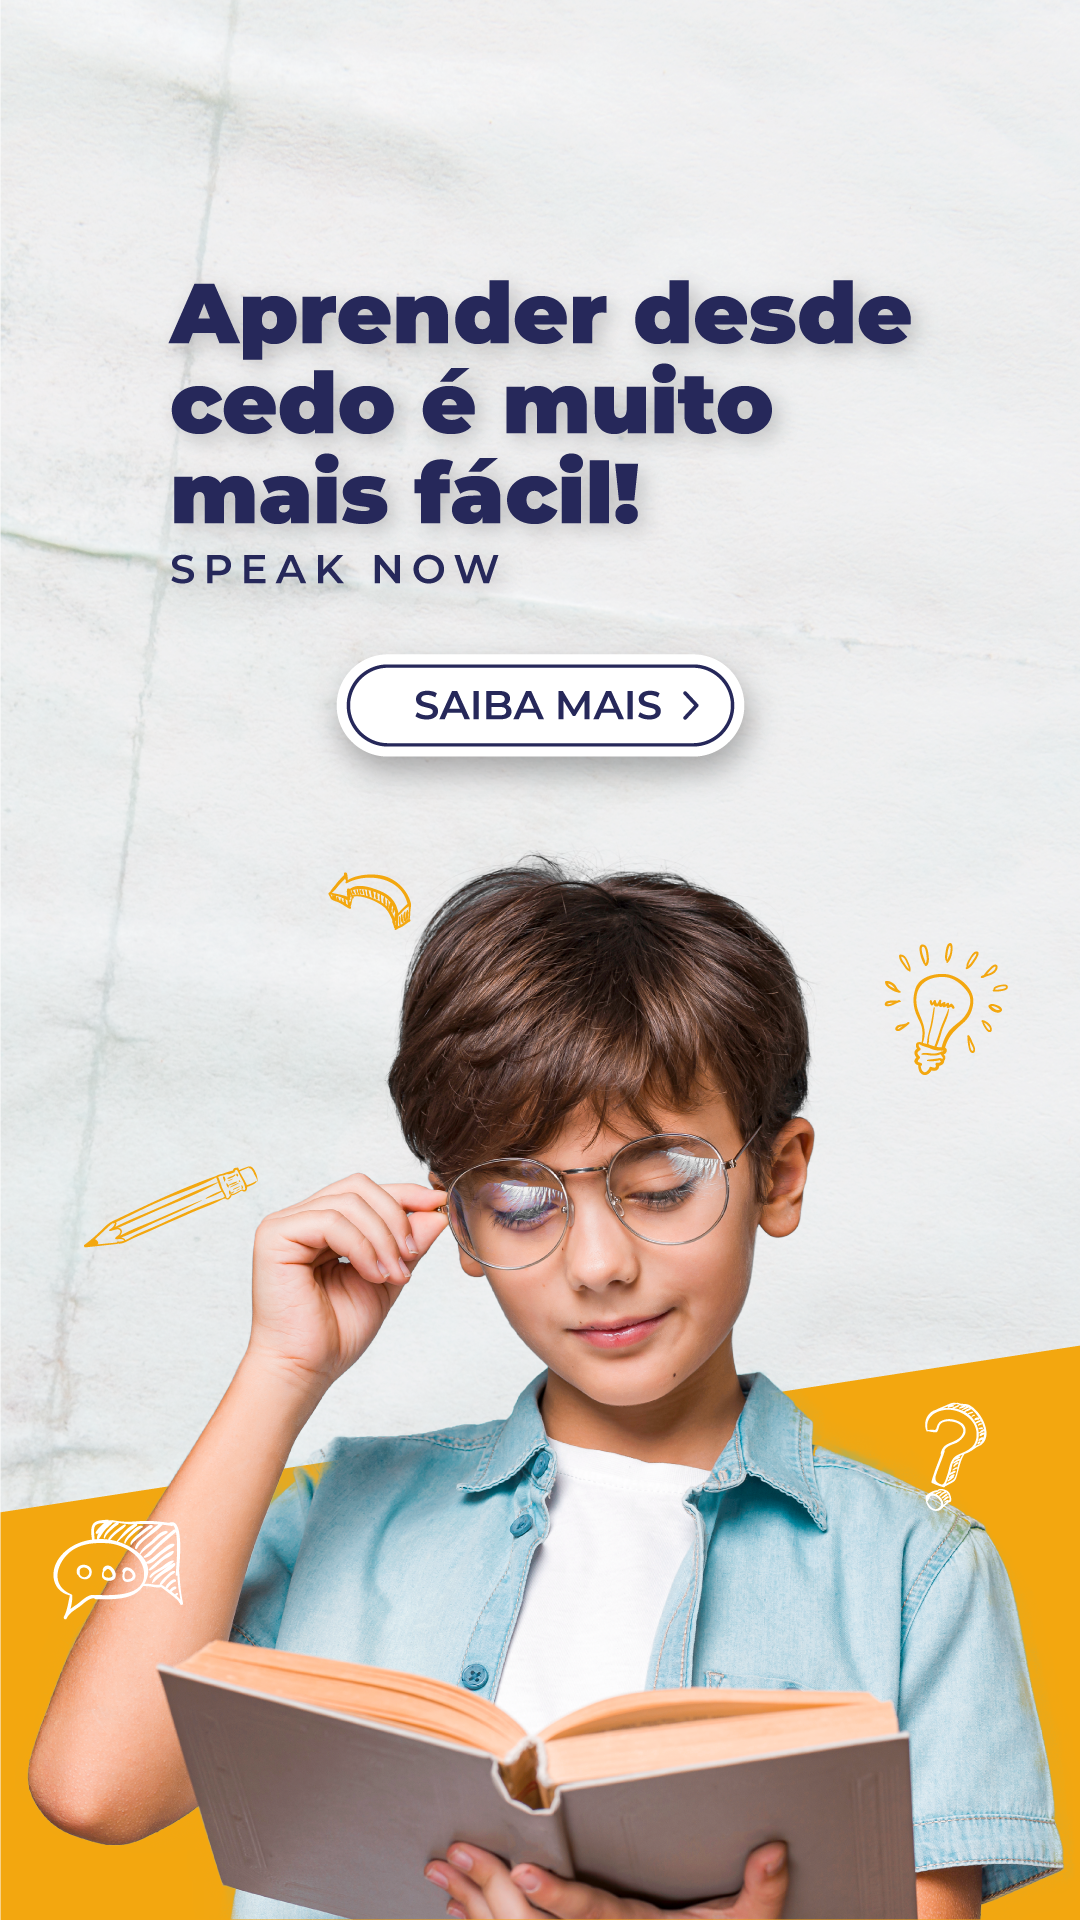 Aprender desde
cedo é muito
mais fácil!
SPEAK NOW
SAIBA MAIS